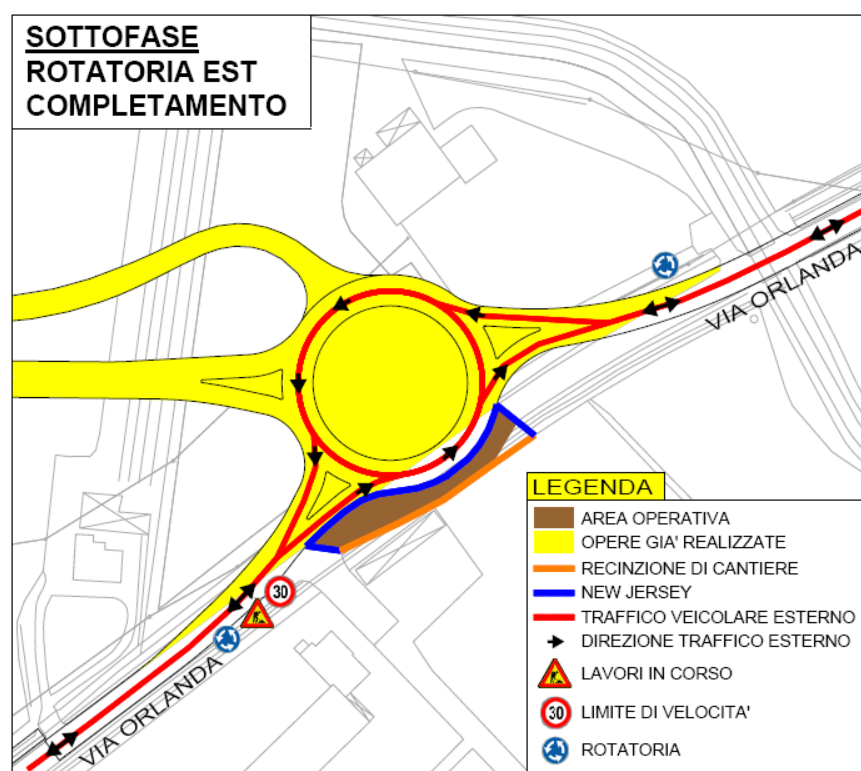 SOTTOFASE
ROTATORIA EST
COMPLETAMENTO
VIA ORLANDA
30
VIA ORLANDA
LEGENDA
AREA OPERATIVA
OPERE GIA' REALIZZATE
RECINZIONE DI CANTIERE
NEW JERSEY
TRAFFICO VEICOLARE ESTERNO
DIREZIONE TRAFFICO ESTERNO
LAVORI IN CORSO
30 LIMITE DI VELOCITA'
ROTATORIA